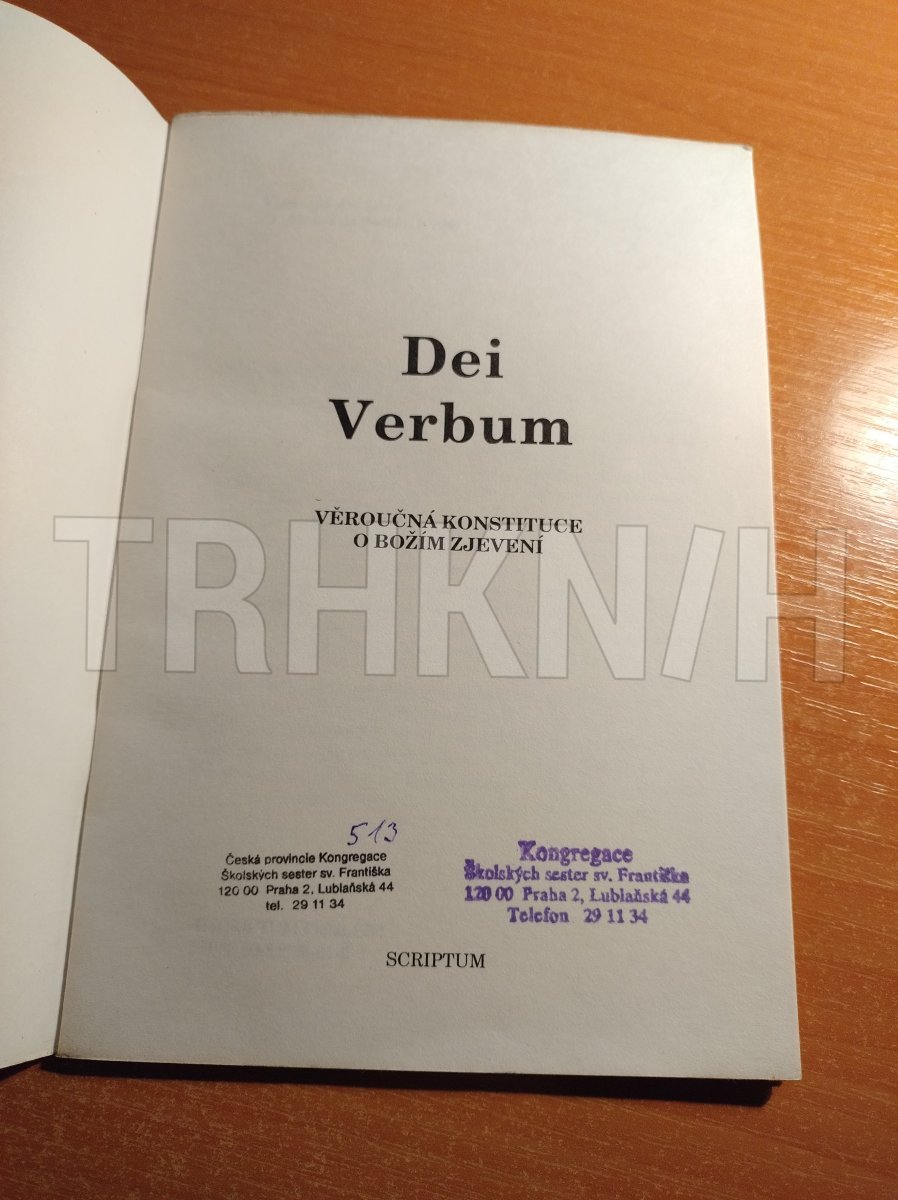 Dei
Verbum
VĚROUČNÁ KONSTITUCE
O BOŽÍM ZJEVENÍ
TRHKNIH
513
Česká provincie Kongregace
Školských sester sv. Františka
120 00 Praha 2, Lublaňská 44
tel. 29 11 34
Kongregace
Školských sester sv. Františka
120 00 Praha 2, Lublaňská 44
Telefon 29 11 34
SCRIPTUM